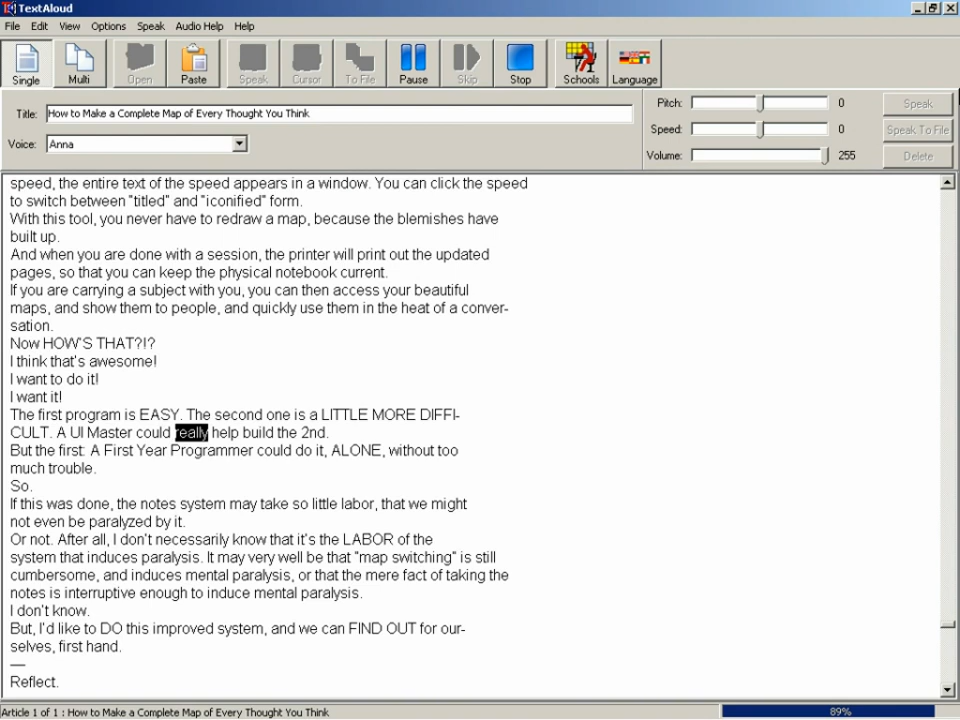 TextAloud
File Edit View Options Speak Audio Help Help
Single Multi Open Paste Speak Cursor To File Pause Skip Stop Schools Language
Title: How to Make a Complete Map of Every Thought You Think
Voice: Anna
Pitch: 0 Speak
Speed: 0 Speak To File
Volume: 255 Delete
speed, the entire text of the speed appears in a window. You can click the speed
to switch between "titled" and "iconified" form.
With this tool, you never have to redraw a map, because the blemishes have
built up.
And when you are done with a session, the printer will print out the updated
pages, so that you can keep the physical notebook current.
If you are carrying a subject with you, you can then access your beautiful
maps, and show them to people, and quickly use them in the heat of a conver-
sation.
Now HOW'S THAT?!?
I think that's awesome!
I want to do it!
I want it!
The first program is EASY. The second one is a LITTLE MORE DIFFI-
CULT. A UI Master could really help build the 2nd.
But the first: A First Year Programmer could do it, ALONE, without too
much trouble.
So.
If this was done, the notes system may take so little labor, that we might
not even be paralyzed by it.
Or not. After all, I don't necessarily know that it's the LABOR of the
system that induces paralysis. It may very well be that "map switching" is still
cumbersome, and induces mental paralysis, or that the mere fact of taking the
notes is interruptive enough to induce mental paralysis.
I don't know.
But, I'd like to DO this improved system, and we can FIND OUT for our-
selves, first hand.
—
Reflect.
Article 1 of 1 : How to Make a Complete Map of Every Thought You Think 89%